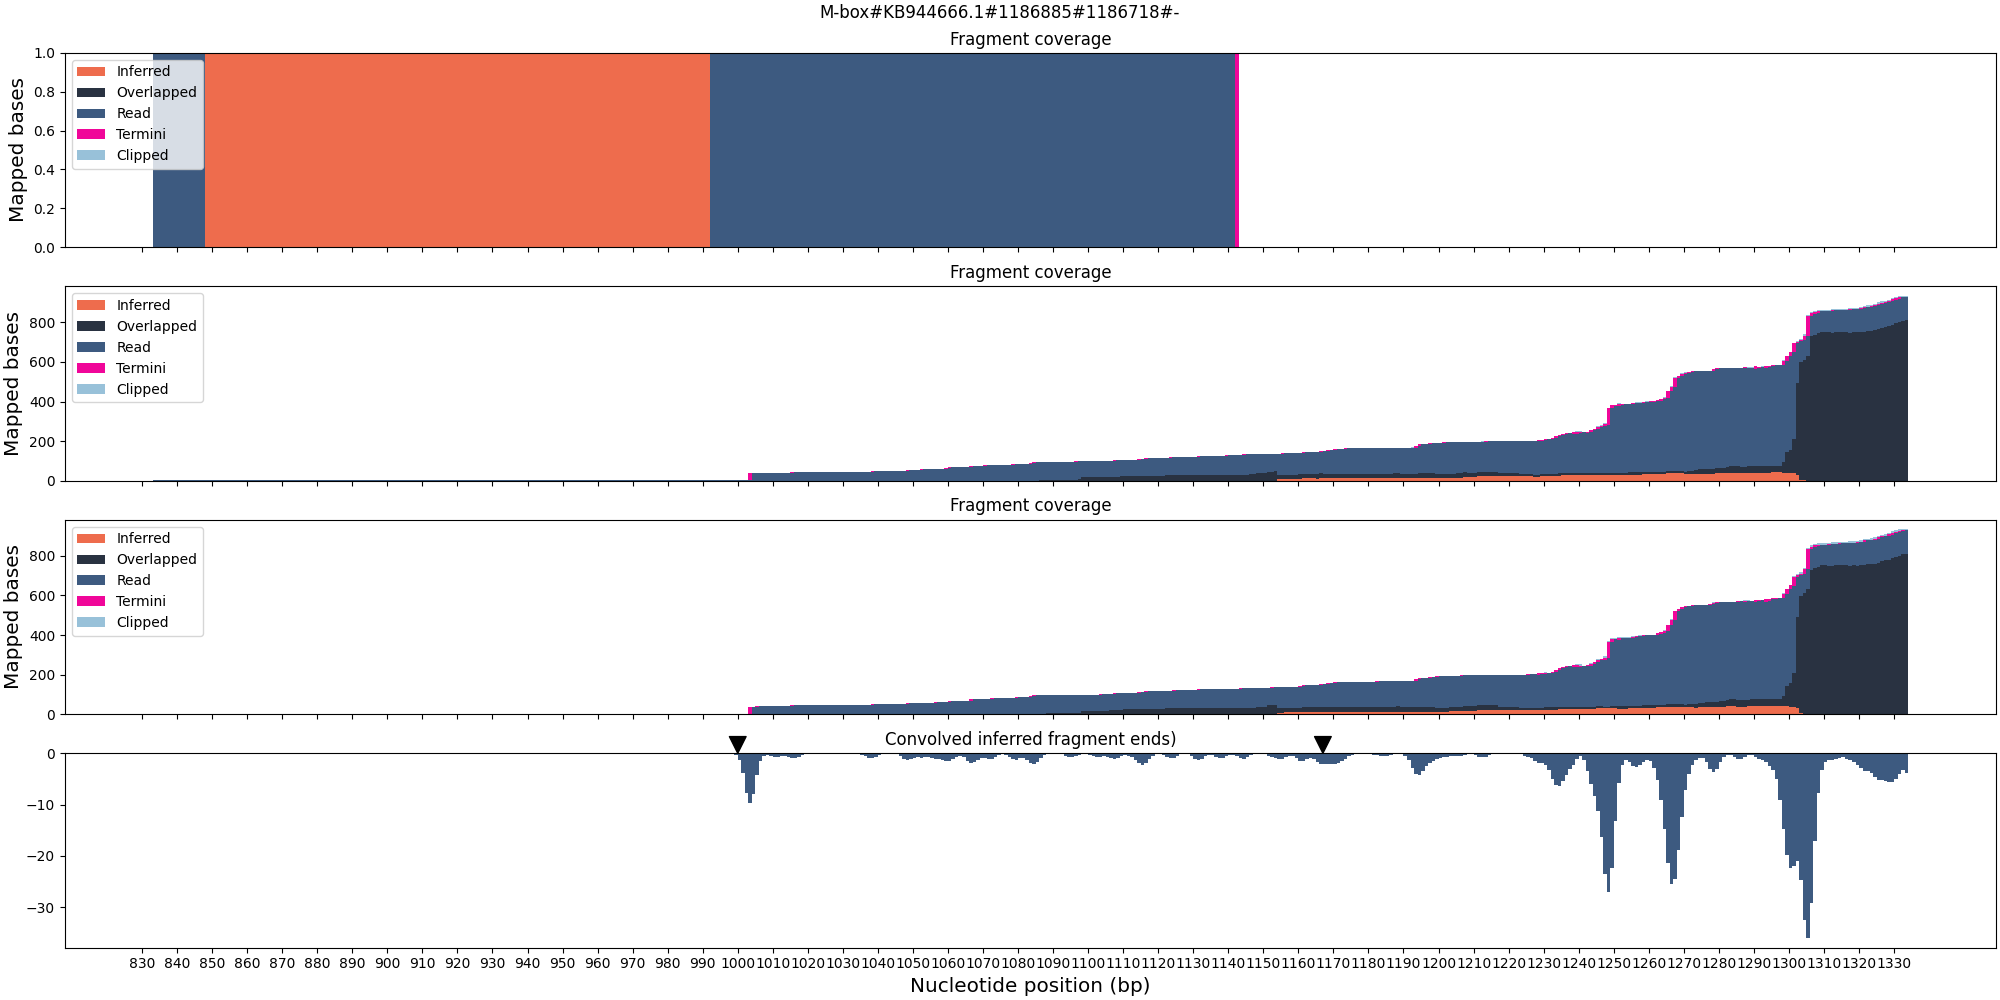 M-box#KB944666.1#1186885#1186718#-
Fragment coverage
Mapped bases
1.0
0.8
0.6
0.4
0.2
0.0
Inferred
Overlapped
Read
Termini
Clipped
Fragment coverage
Mapped bases
800
600
400
200
0
Inferred
Overlapped
Read
Termini
Clipped
Fragment coverage
Mapped bases
800
600
400
200
0
Inferred
Overlapped
Read
Termini
Clipped
Convolved inferred fragment ends)
0
−10
−20
−30
830 840 850 860 870 880 890 900 910 920 930 940 950 960 970 980 990 1000 1010 1020 1030 1040 1050 1060 1070 1080 1090 1100 1110 1120 1130 1140 1150 1160 1170 1180 1190 1200 1210 1220 1230 1240 1250 1260 1270 1280 1290 1300 1310 1320 1330
Nucleotide position (bp)